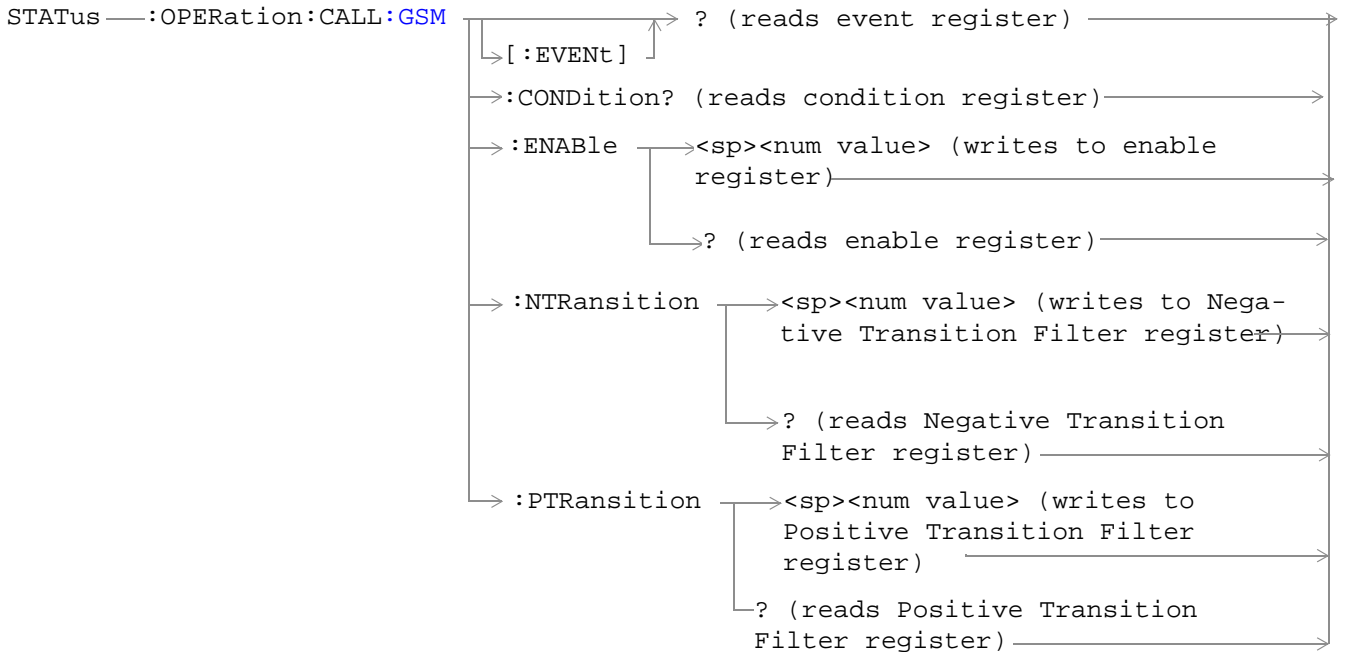 STATus :OPERation:CALL:GSM ? (reads event register)
[:EVENt]
:CONDition? (reads condition register)
:ENABle <sp><num value> (writes to enable
register)
? (reads enable register)
:NTRansition <sp><num value> (writes to Nega-
tive Transition Filter register)
? (reads Negative Transition
Filter register)
:PTRansition <sp><num value> (writes to
Positive Transition Filter
register)
? (reads Positive Transition
Filter register)